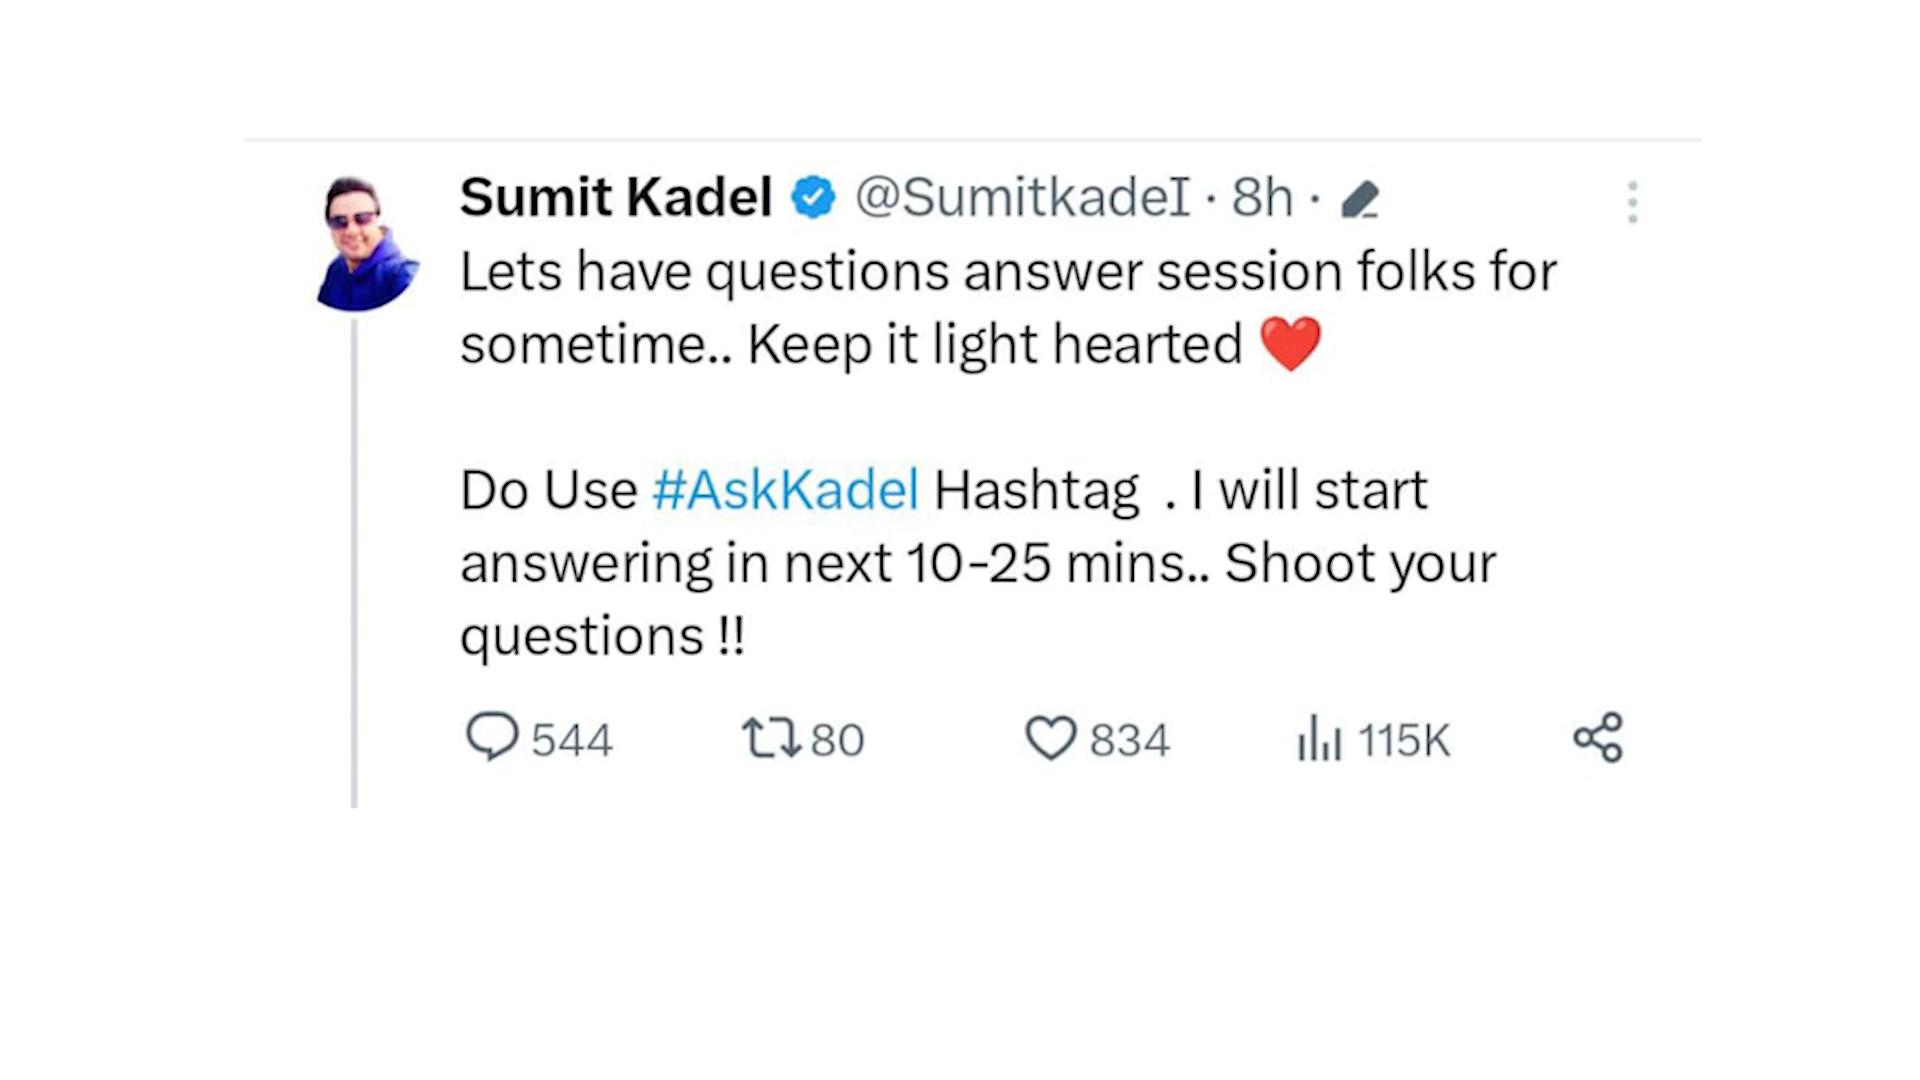 Sumit Kadel @SumitkadeI · 8h ·
Lets have questions answer session folks for
sometime.. Keep it light hearted ❤️
Do Use #AskKadel Hashtag . I will start
answering in next 10-25 mins.. Shoot your
questions !!
544 80 834 115K